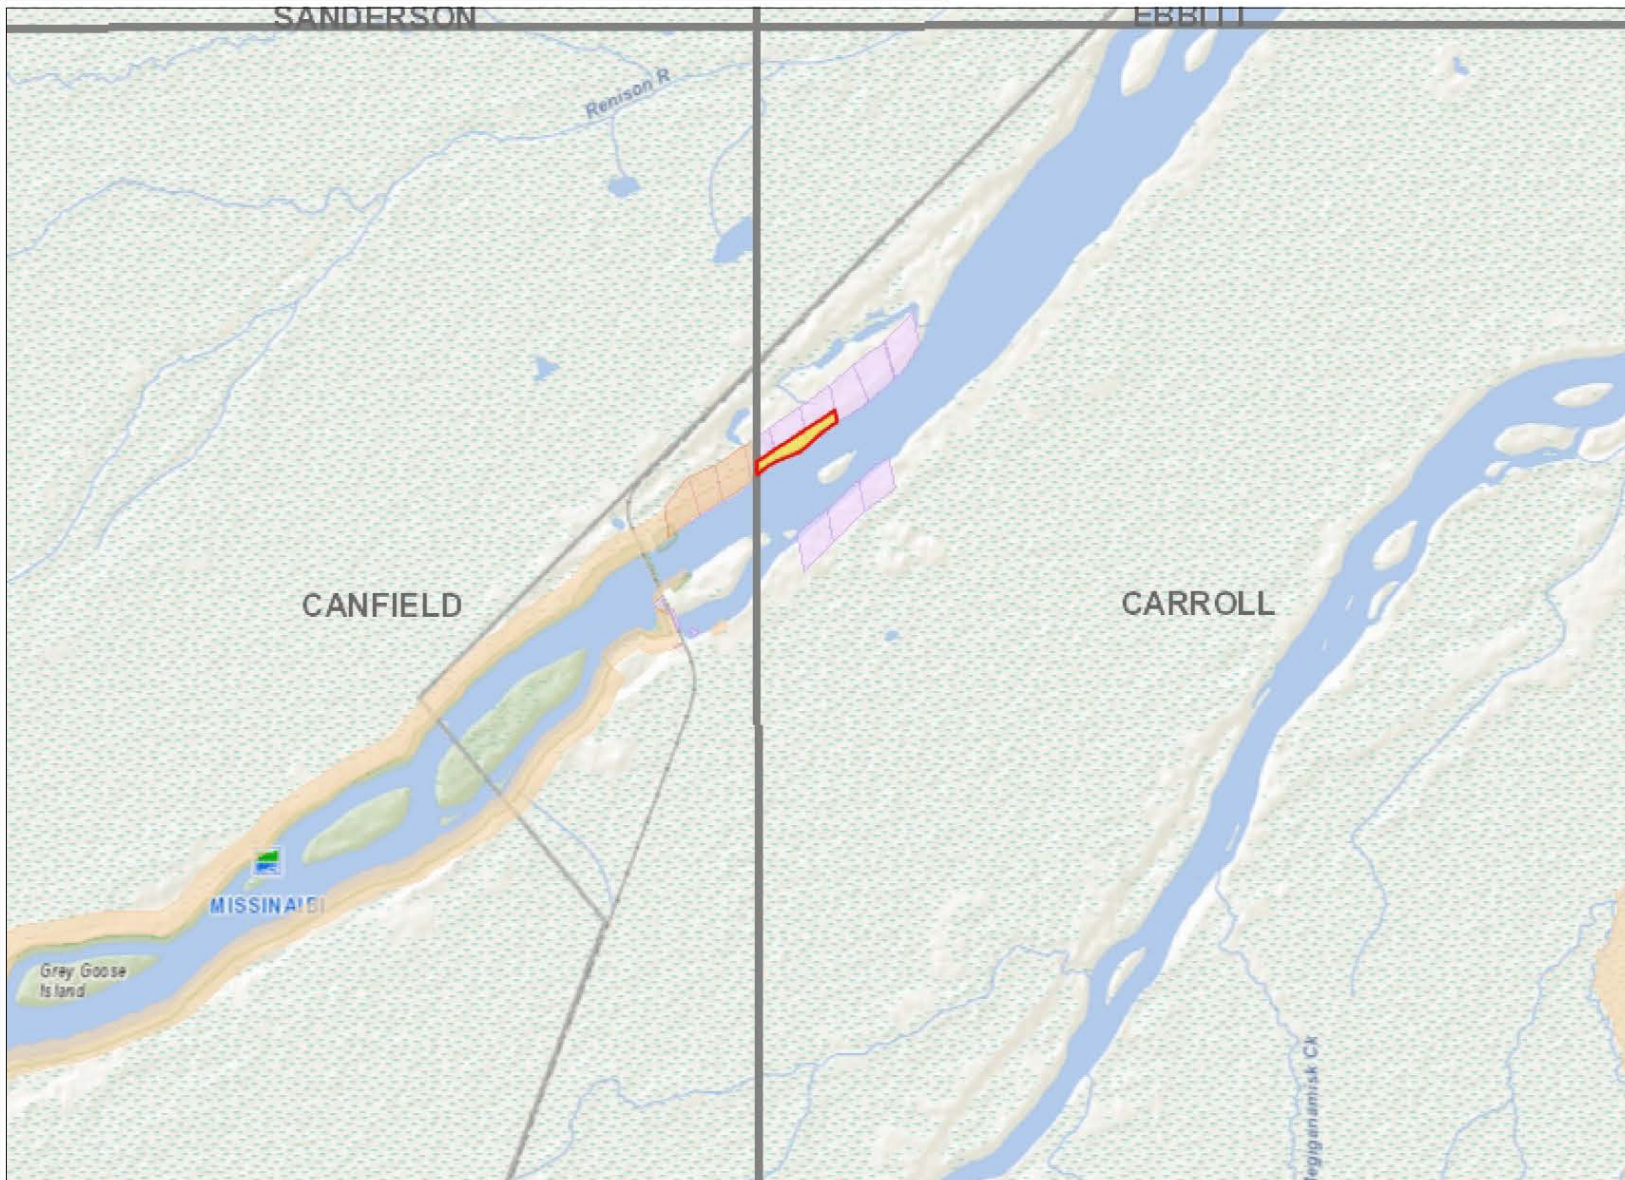 SANDERSON
EBBITT
Renison R
CANFIELD
CARROLL
MISSINAIBI
Grey Goose
Island